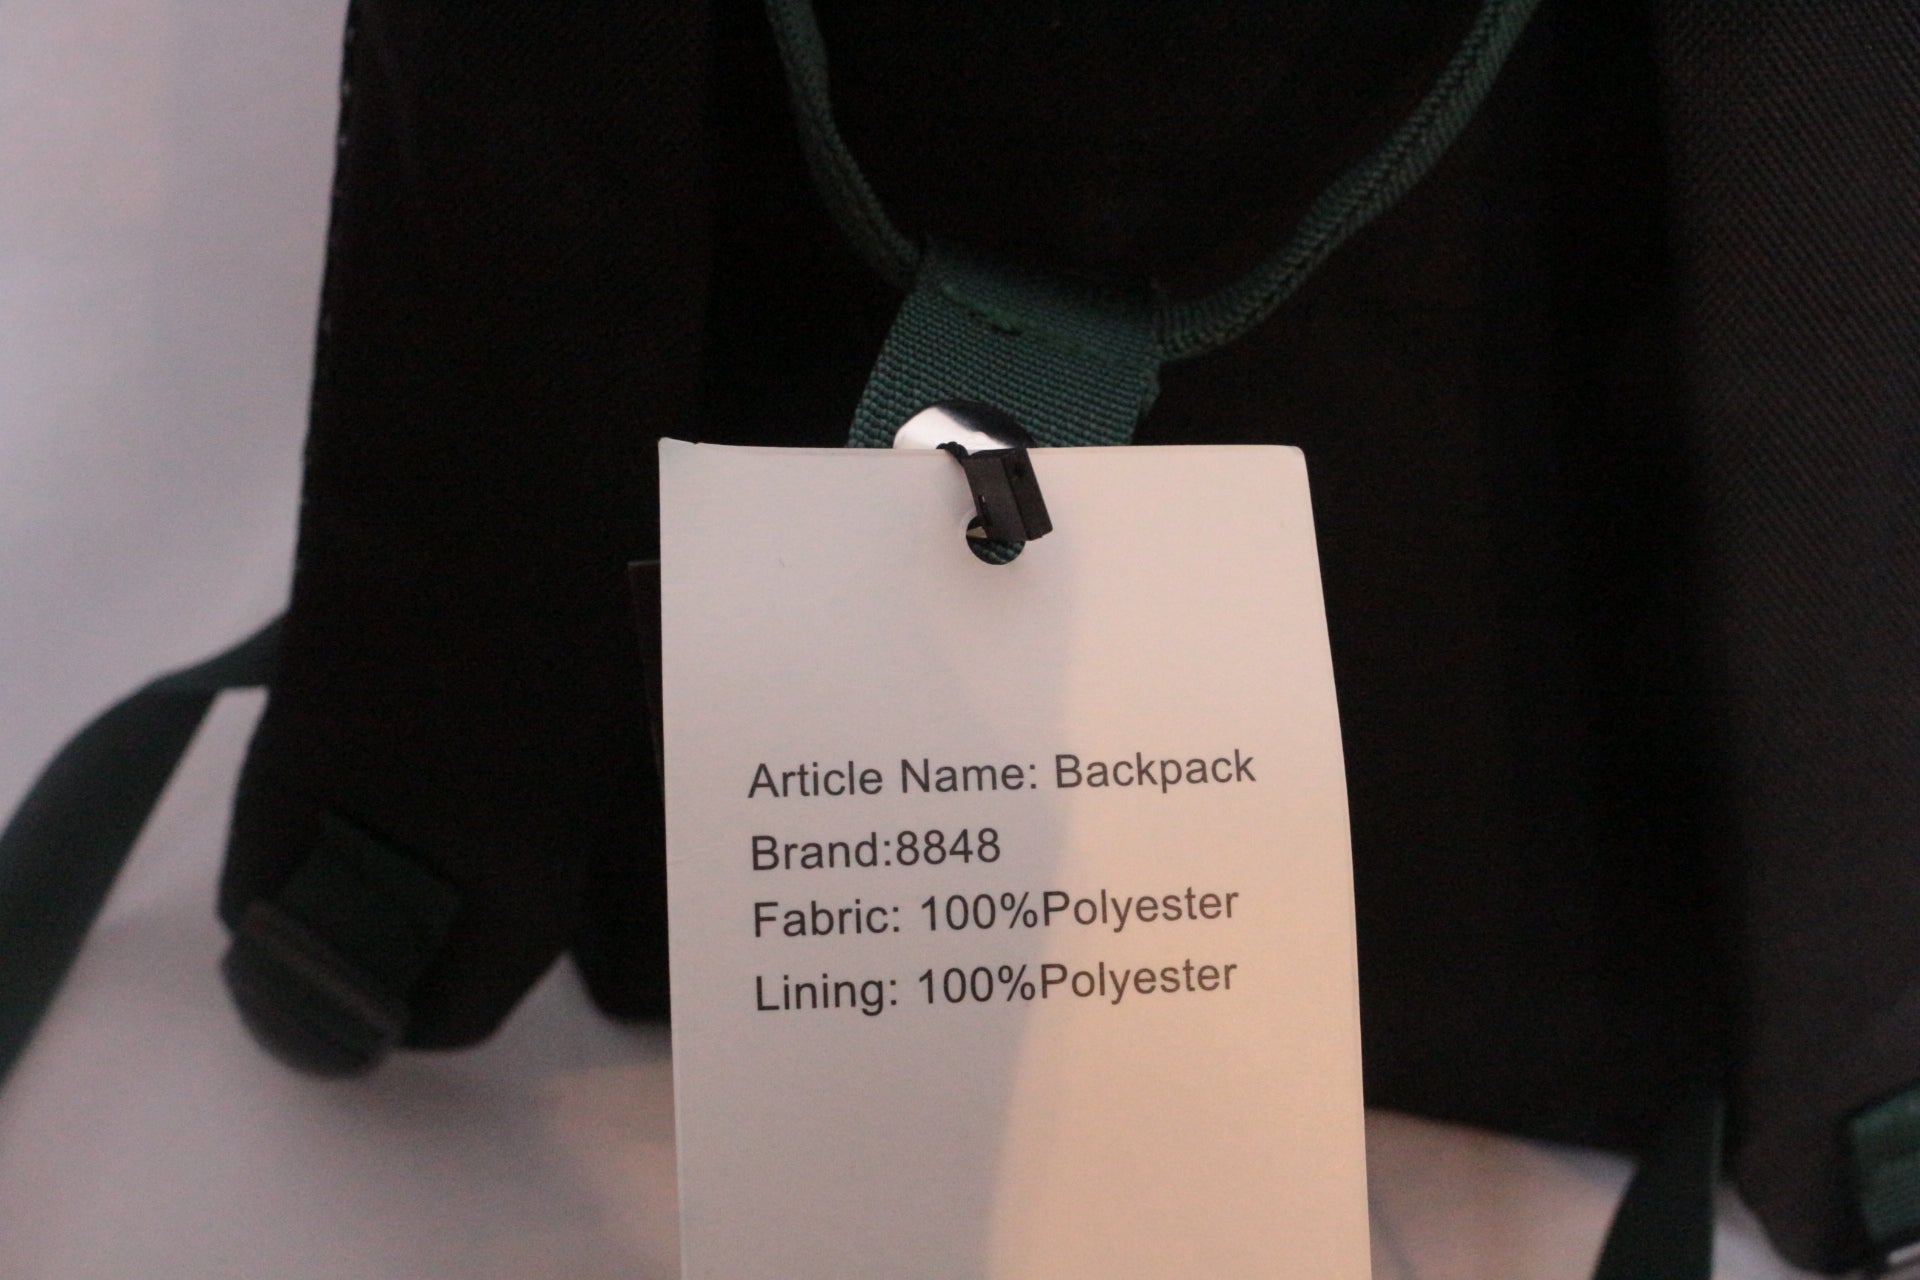 Article Name: Backpack
Brand:8848
Fabric: 100%Polyester
Lining: 100%Polyester